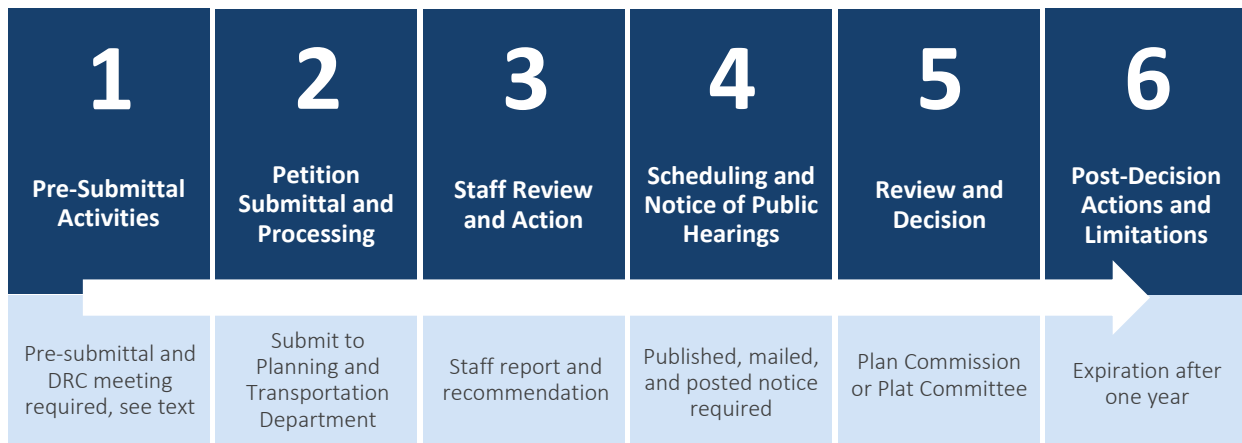 1
Pre-Submittal
Activities
Pre-submittal and
DRC meeting
required, see text
2
Petition
Submittal and
Processing
Submit to
Planning and
Transportation
Department
3
Staff Review
and Action
Staff report and
recommendation
4
Scheduling and
Notice of Public
Hearings
Published, mailed,
and posted notice
required
5
Review and
Decision
Plan Commission
or Plat Committee
6
Post-Decision
Actions and
Limitations
Expiration after
one year